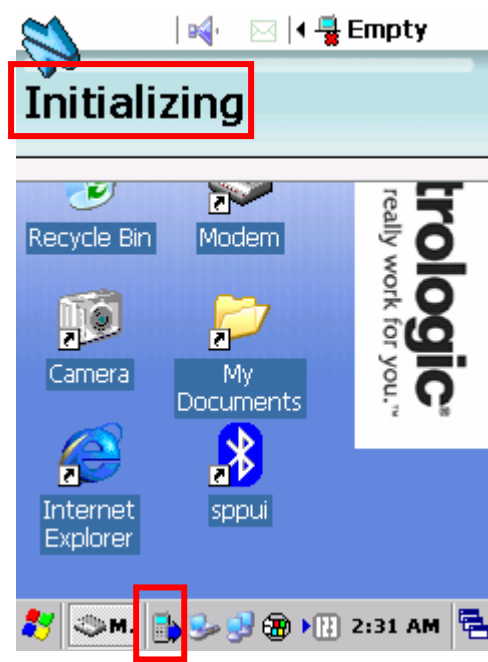 Empty
Initializing
Recycle Bin
Modem
trologic®
really work for you.™
Camera
My
Documents
Internet
Explorer
sppui
M.
2:31 AM